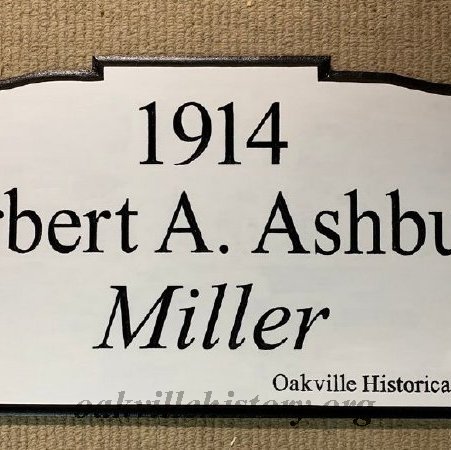 1914
rbert A. Ashbu
Miller
Oakville Historica
oakvillehistory.org